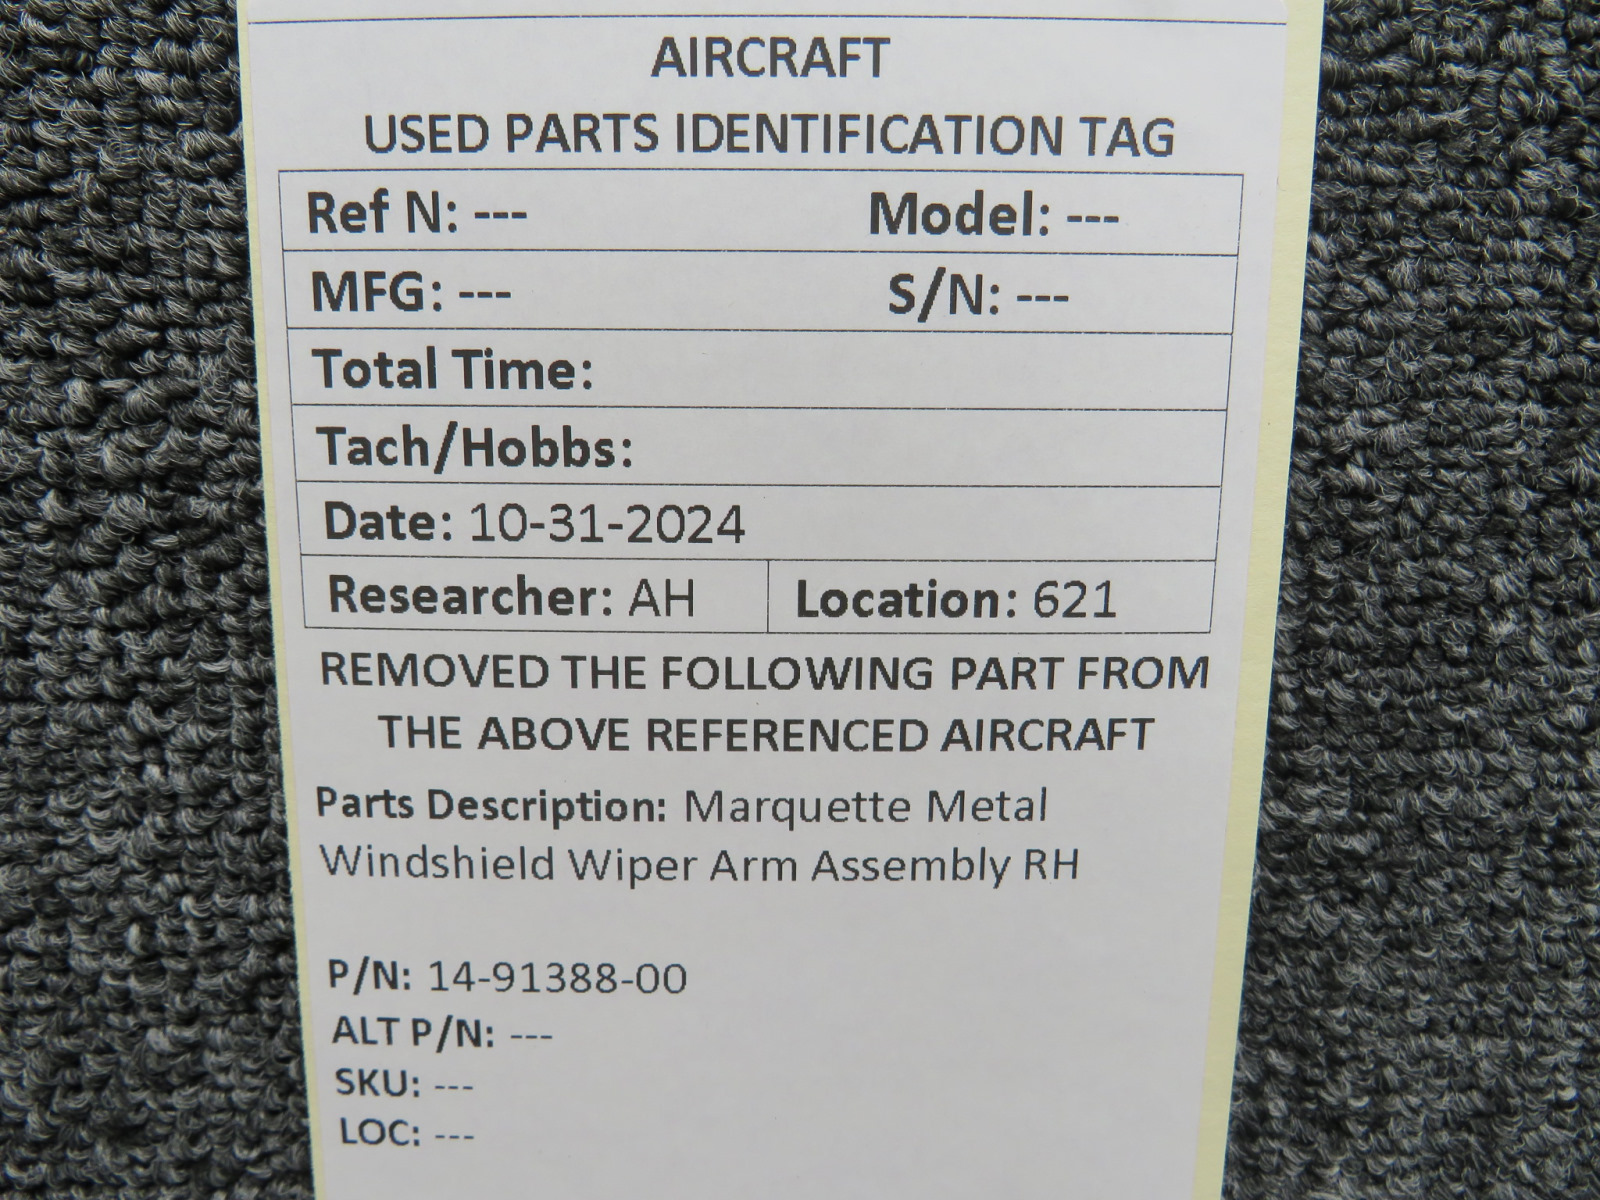 AIRCRAFT
USED PARTS IDENTIFICATION TAG
Ref N: --- Model: ---
MFG: --- S/N: ---
Total Time:
Tach/Hobbs:
Date: 10-31-2024
Researcher: AH Location: 621
REMOVED THE FOLLOWING PART FROM
THE ABOVE REFERENCED AIRCRAFT
Parts Description: Marquette Metal
Windshield Wiper Arm Assembly RH
P/N: 14-91388-00
ALT P/N: ---
SKU: ---
LOC: ---